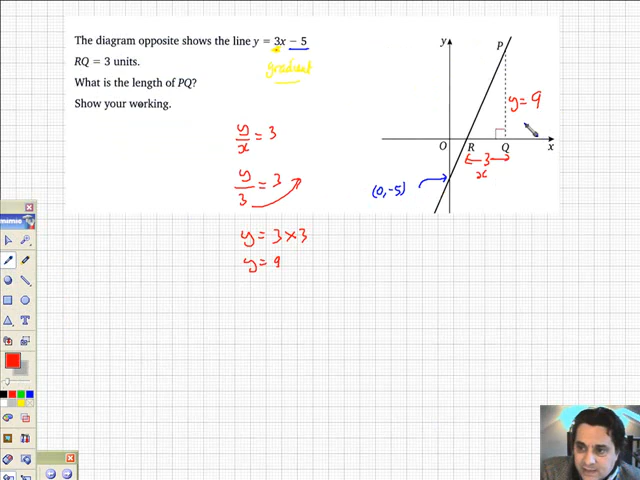 The diagram opposite shows the line y = 3x − 5
RQ = 3 units.
What is the length of PQ?
Show your working.
gradient
y/x = 3
y/3 = 3
y = 3 × 3
y = 9
y
P
y = 9
O
R
Q
x
3
x
(0, -5)
mimio